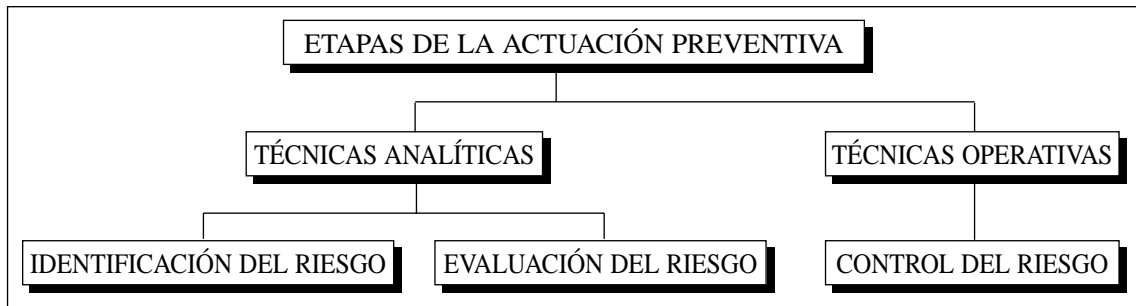 ETAPAS DE LA ACTUACIÓN PREVENTIVA
TÉCNICAS ANALÍTICAS
TÉCNICAS OPERATIVAS
IDENTIFICACIÓN DEL RIESGO
EVALUACIÓN DEL RIESGO
CONTROL DEL RIESGO